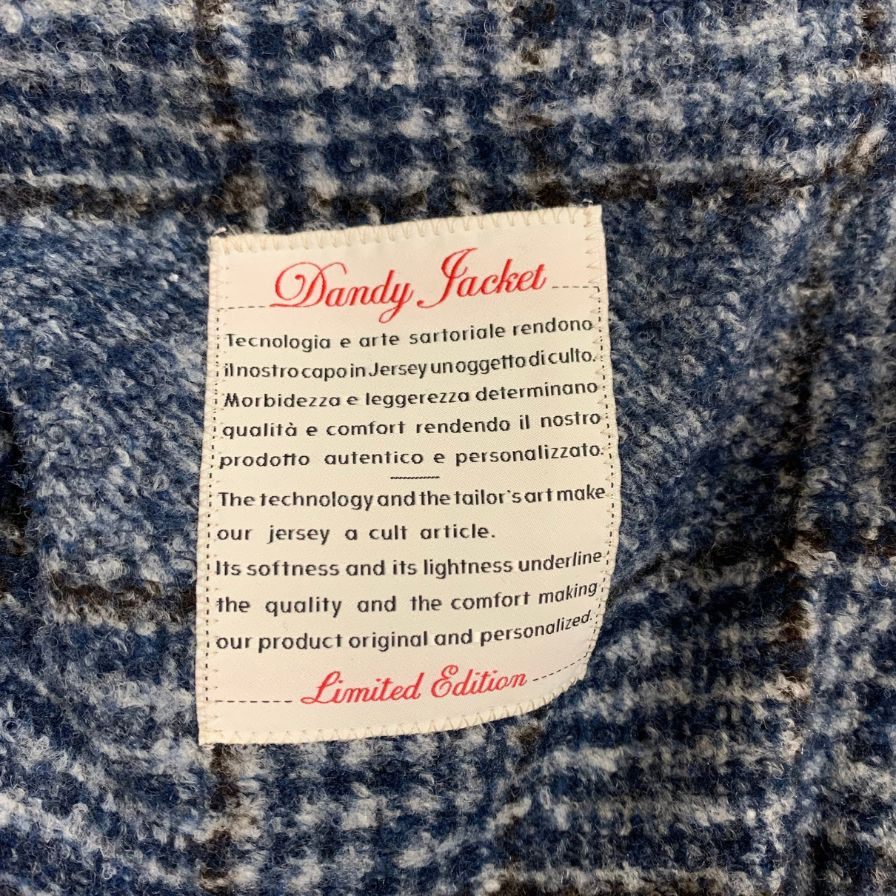 Dandy Jacket
Tecnologia e arte sartoriale rendono
il nostro capo in Jersey un oggetto di culto.
Morbidezza e leggerezza determinano
qualità e comfort rendendo il nostro
prodotto autentico e personalizzato.
The technology and the tailor's art make
our jersey a cult article.
Its softness and its lightness underline
the quality and the comfort making
our product original and personalized.
Limited Edition